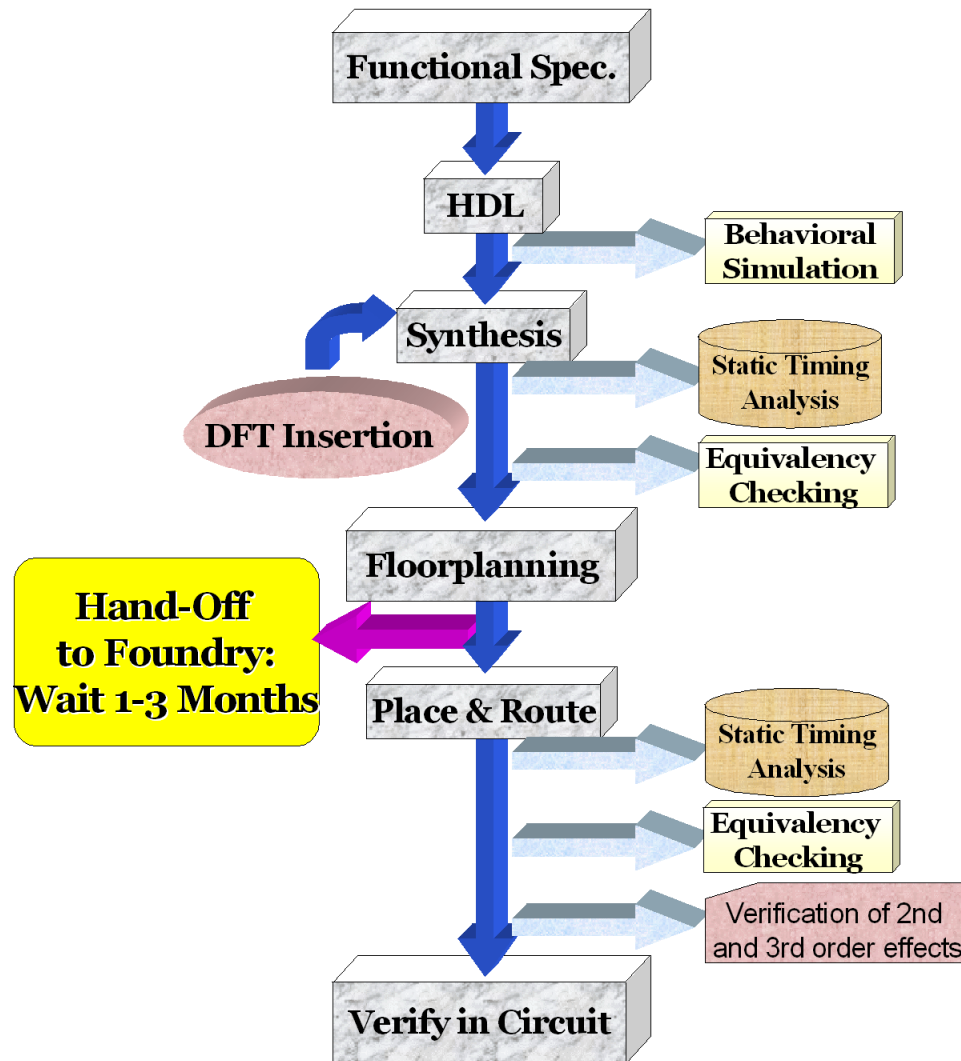 Functional Spec.
HDL
Behavioral
Simulation
Synthesis
Static Timing
Analysis
DFT Insertion
Equivalency
Checking
Floorplanning
Hand-Off
to Foundry:
Wait 1-3 Months
Place & Route
Static Timing
Analysis
Equivalency
Checking
Verification of 2nd
and 3rd order effects
Verify in Circuit